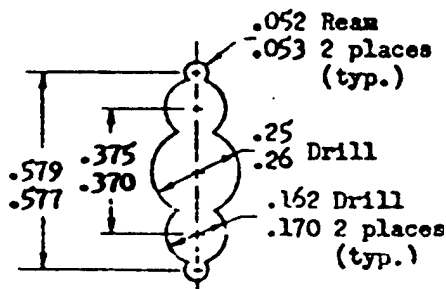 .052 Ream
.053 2 places
(typ.)
.579
.577
.375
.370
.25
.26 Drill
.162 Drill
.170 2 places
(typ.)